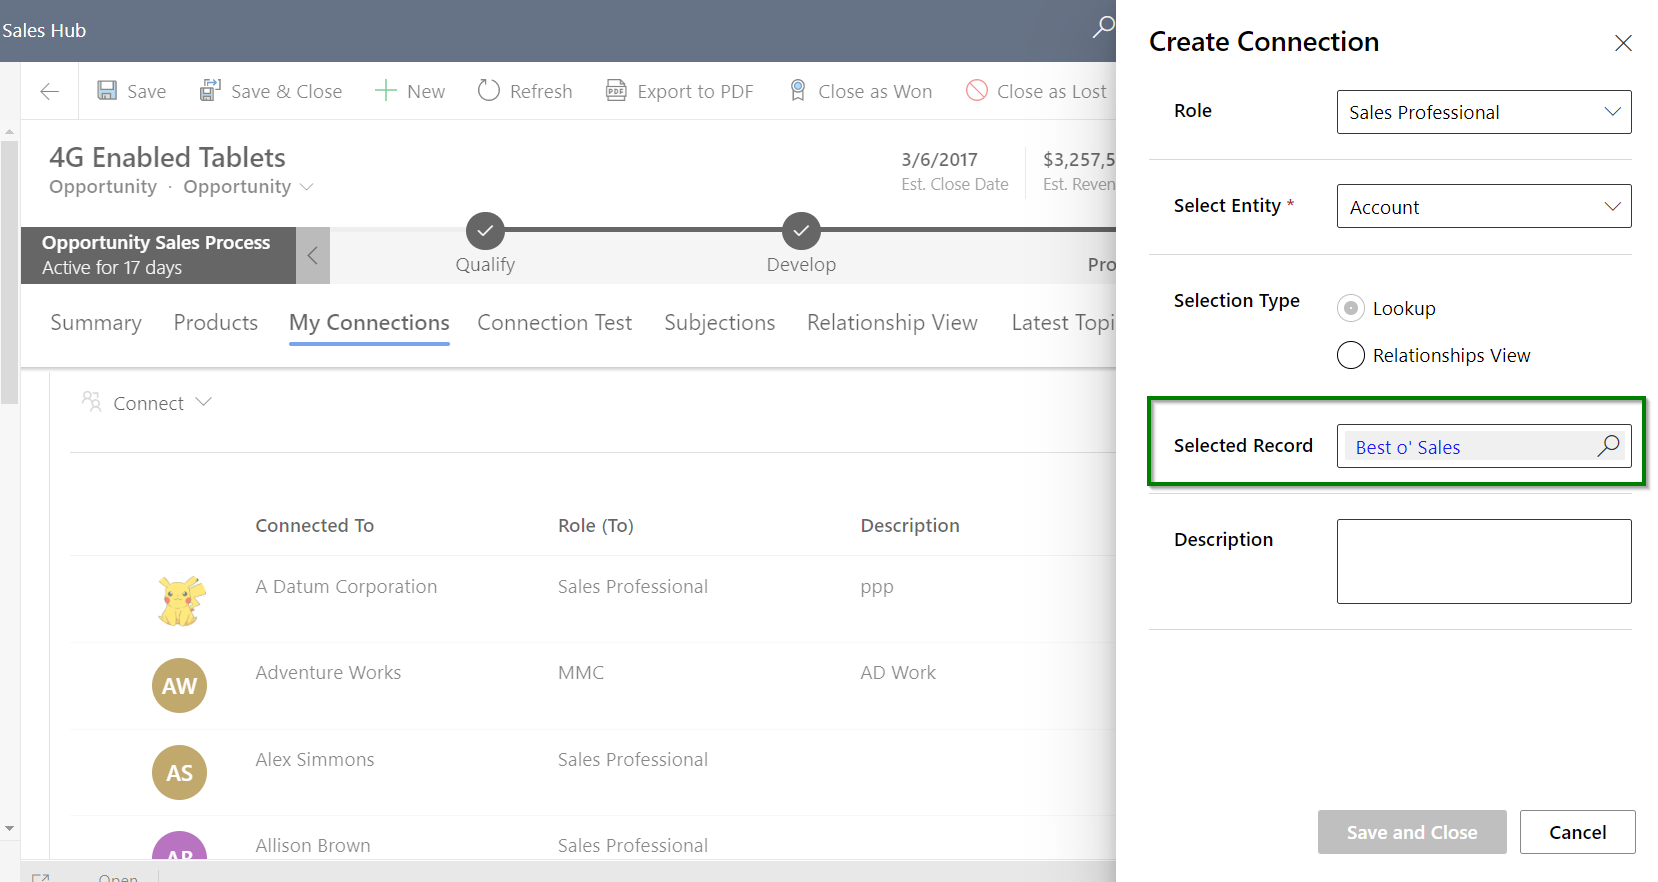 Sales Hub
Save
Save & Close
New
Refresh
Export to PDF
Close as Won
Close as Lost
4G Enabled Tablets
Opportunity · Opportunity
3/6/2017
Est. Close Date
$3,257,5
Est. Reven
Opportunity Sales Process
Active for 17 days
Qualify
Develop
Pro
Summary
Products
My Connections
Connection Test
Subjections
Relationship View
Latest Topi
Connect
Connected To
Role (To)
Description
A Datum Corporation
Sales Professional
ppp
AW
Adventure Works
MMC
AD Work
AS
Alex Simmons
Sales Professional
AB
Allison Brown
Sales Professional
Open
Create Connection
Role
Sales Professional
Select Entity *
Account
Selection Type
Lookup
Relationships View
Selected Record
Best o' Sales
Description
Save and Close
Cancel